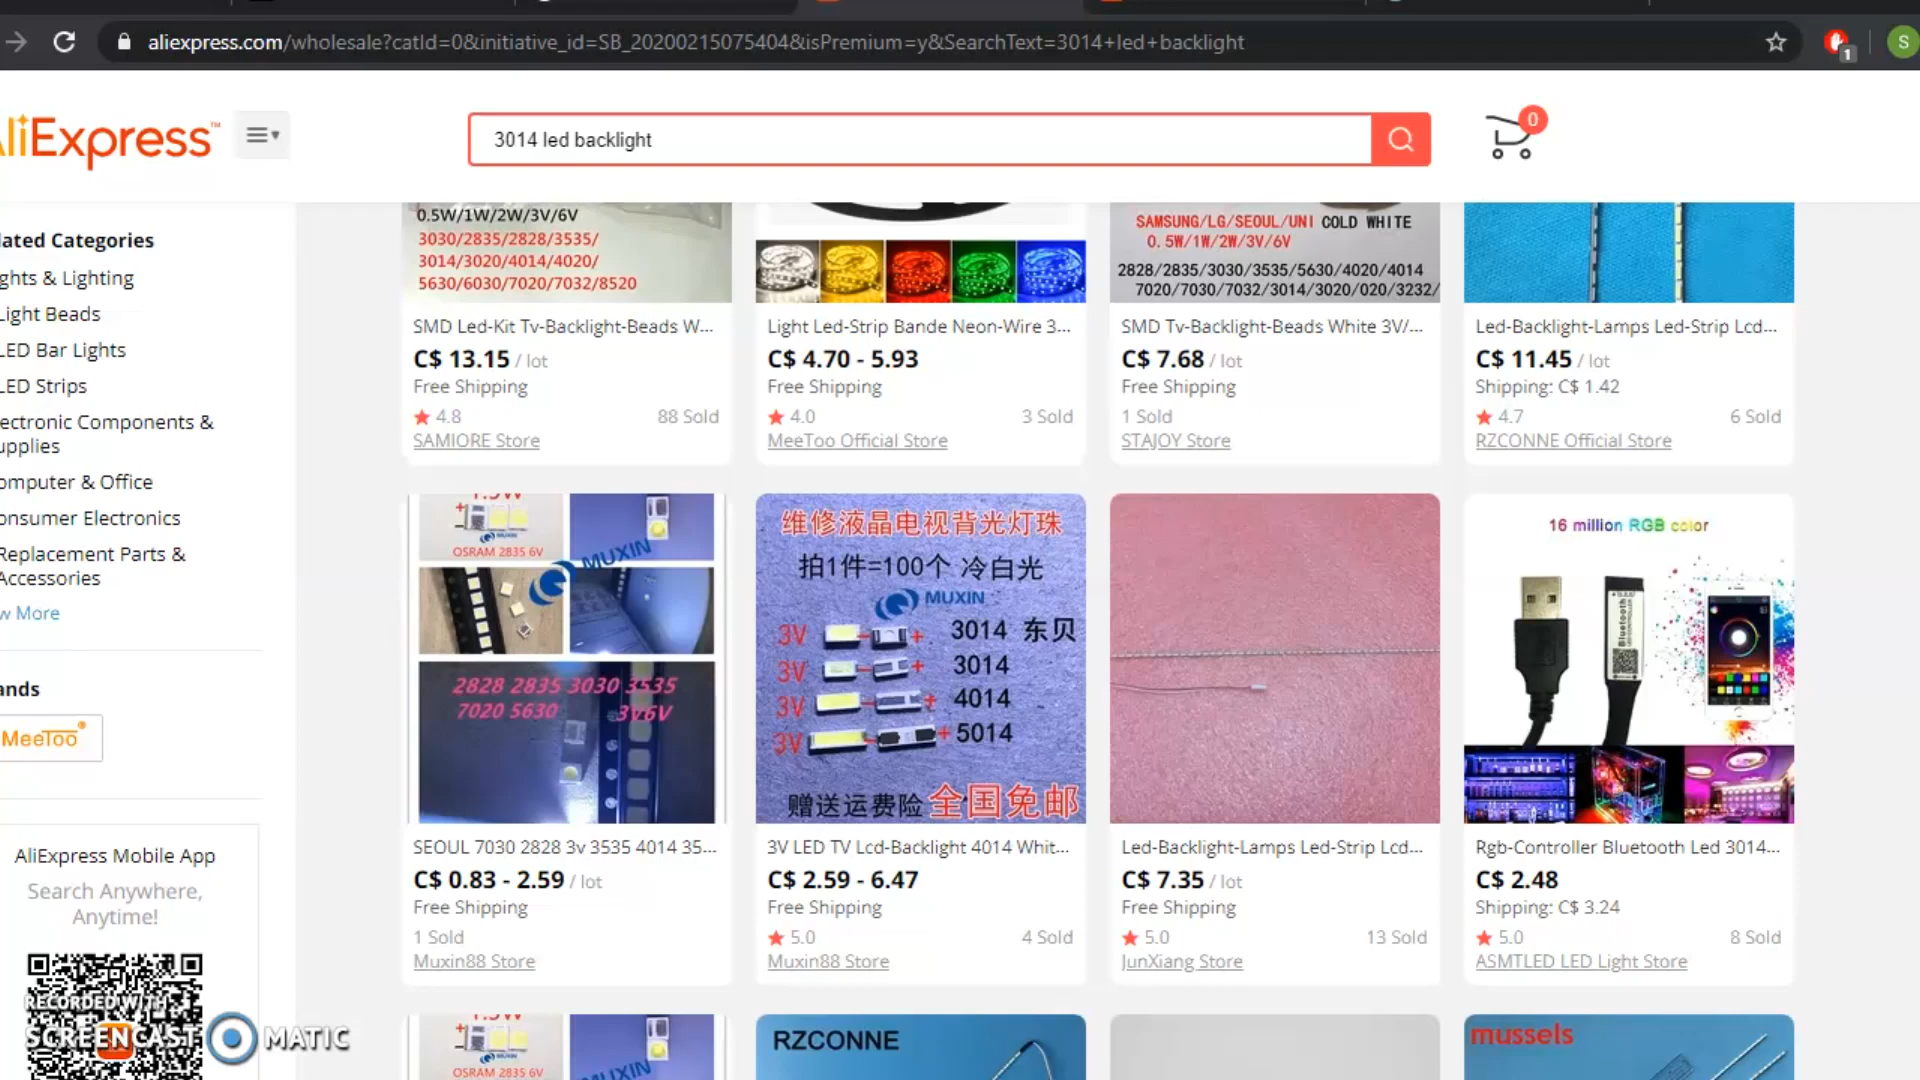 aliexpress.com/wholesale?catId=0&initiative_id=SB_20200215075404&isPremium=y&SearchText=3014+led+backlight
1
S
AliExpress™
3014 led backlight
0
lated Categories
ghts & Lighting
Light Beads
LED Bar Lights
LED Strips
ectronic Components &
upplies
omputer & Office
onsumer Electronics
Replacement Parts &
Accessories
w More
ands
MeeToo®
AliExpress Mobile App
Search Anywhere,
Anytime!
RECORDED WITH
SCREENCAST MATIC
0.5W/1W/2W/3V/6V
3030/2835/2828/3535/
3014/3020/4014/4020/
5630/6030/7020/7032/8520
SMD Led-Kit Tv-Backlight-Beads W...
C$ 13.15 / lot
Free Shipping
4.8 88 Sold
SAMIORE Store
Light Led-Strip Bande Neon-Wire 3...
C$ 4.70 - 5.93
Free Shipping
4.0 3 Sold
MeeToo Official Store
SAMSUNG/LG/SEOUL/UNI COLD WHITE
0.5W/1W/2W/3V/6V
2828/2835/3030/3535/5630/4020/4014
7020/7030/7032/3014/3020/020/3232/
SMD Tv-Backlight-Beads White 3V/...
C$ 7.68 / lot
Free Shipping
1 Sold
STAJOY Store
Led-Backlight-Lamps Led-Strip Lcd...
C$ 11.45 / lot
Shipping: C$ 1.42
4.7 6 Sold
RZCONNE Official Store
1.5W
OSRAM 2835 6V
MUXIN
2828 2835 3030 3535
7020 5630 3V6V
SEOUL 7030 2828 3v 3535 4014 35...
C$ 0.83 - 2.59 / lot
Free Shipping
1 Sold
Muxin88 Store
维修液晶电视背光灯珠
拍1件=100个 冷白光
MUXIN
3V - + 3014 东贝
3V - + 3014
3V - + 4014
3V - + 5014
赠送运费险 全国免邮
3V LED TV Lcd-Backlight 4014 Whit...
C$ 2.59 - 6.47
Free Shipping
5.0 4 Sold
Muxin88 Store
Led-Backlight-Lamps Led-Strip Lcd...
C$ 7.35 / lot
Free Shipping
5.0 13 Sold
JunXiang Store
16 million RGB color
Bluetooth
Rgb-Controller Bluetooth Led 3014...
C$ 2.48
Shipping: C$ 3.24
5.0 8 Sold
ASMTLED LED Light Store
1.5W
OSRAM 2835 6V
MUXIN
RZCONNE
mussels